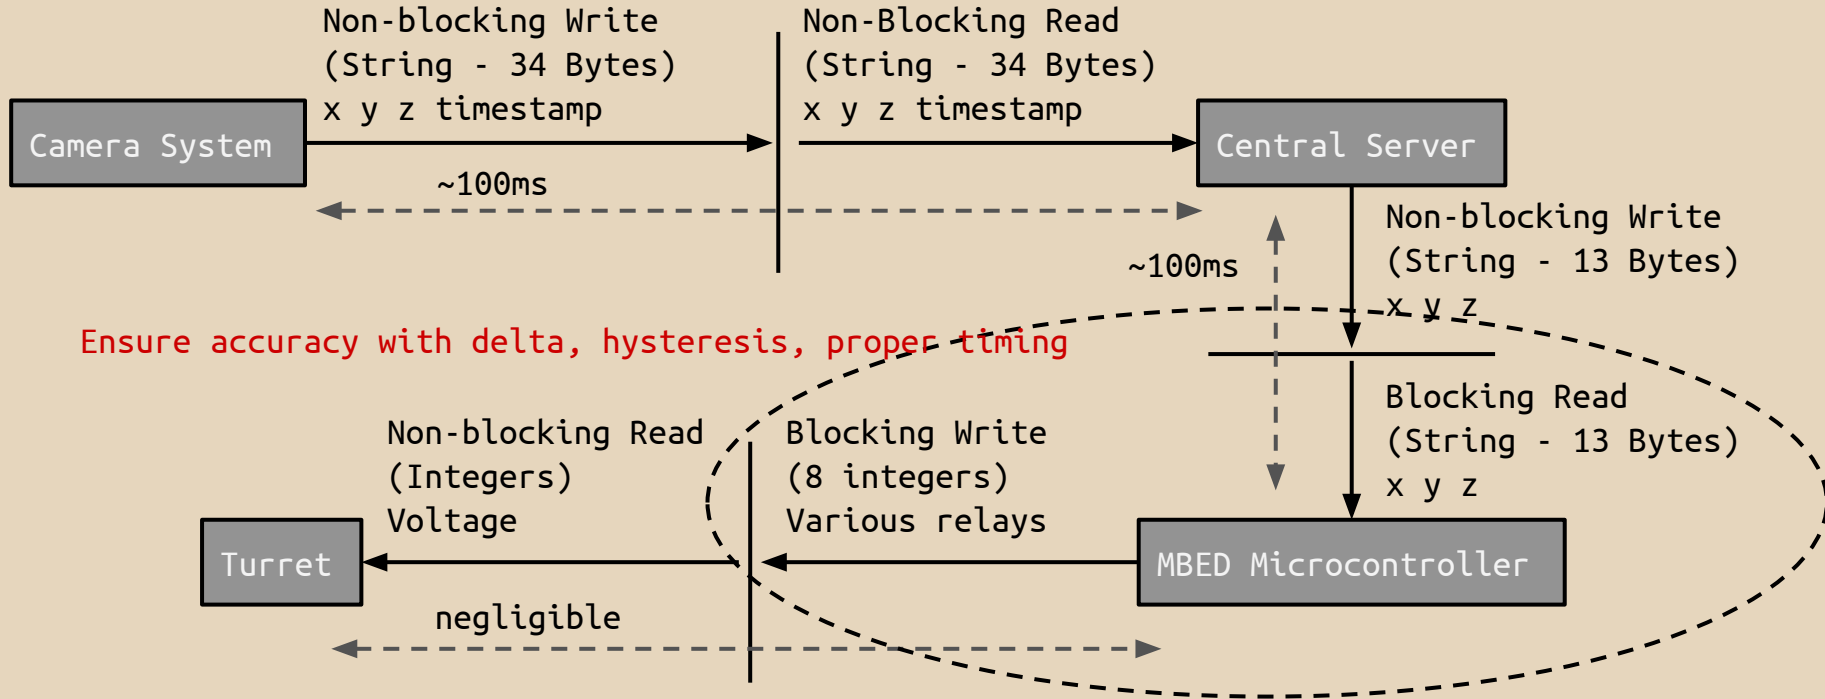 Non-blocking Write
(String - 34 Bytes)
x y z timestamp
Non-Blocking Read
(String - 34 Bytes)
x y z timestamp
Camera System
Central Server
~100ms
Non-blocking Write
(String - 13 Bytes)
x y z
~100ms
Ensure accuracy with delta, hysteresis, proper timing
Blocking Read
(String - 13 Bytes)
x y z
Non-blocking Read
(Integers)
Voltage
Blocking Write
(8 integers)
Various relays
Turret
MBED Microcontroller
negligible